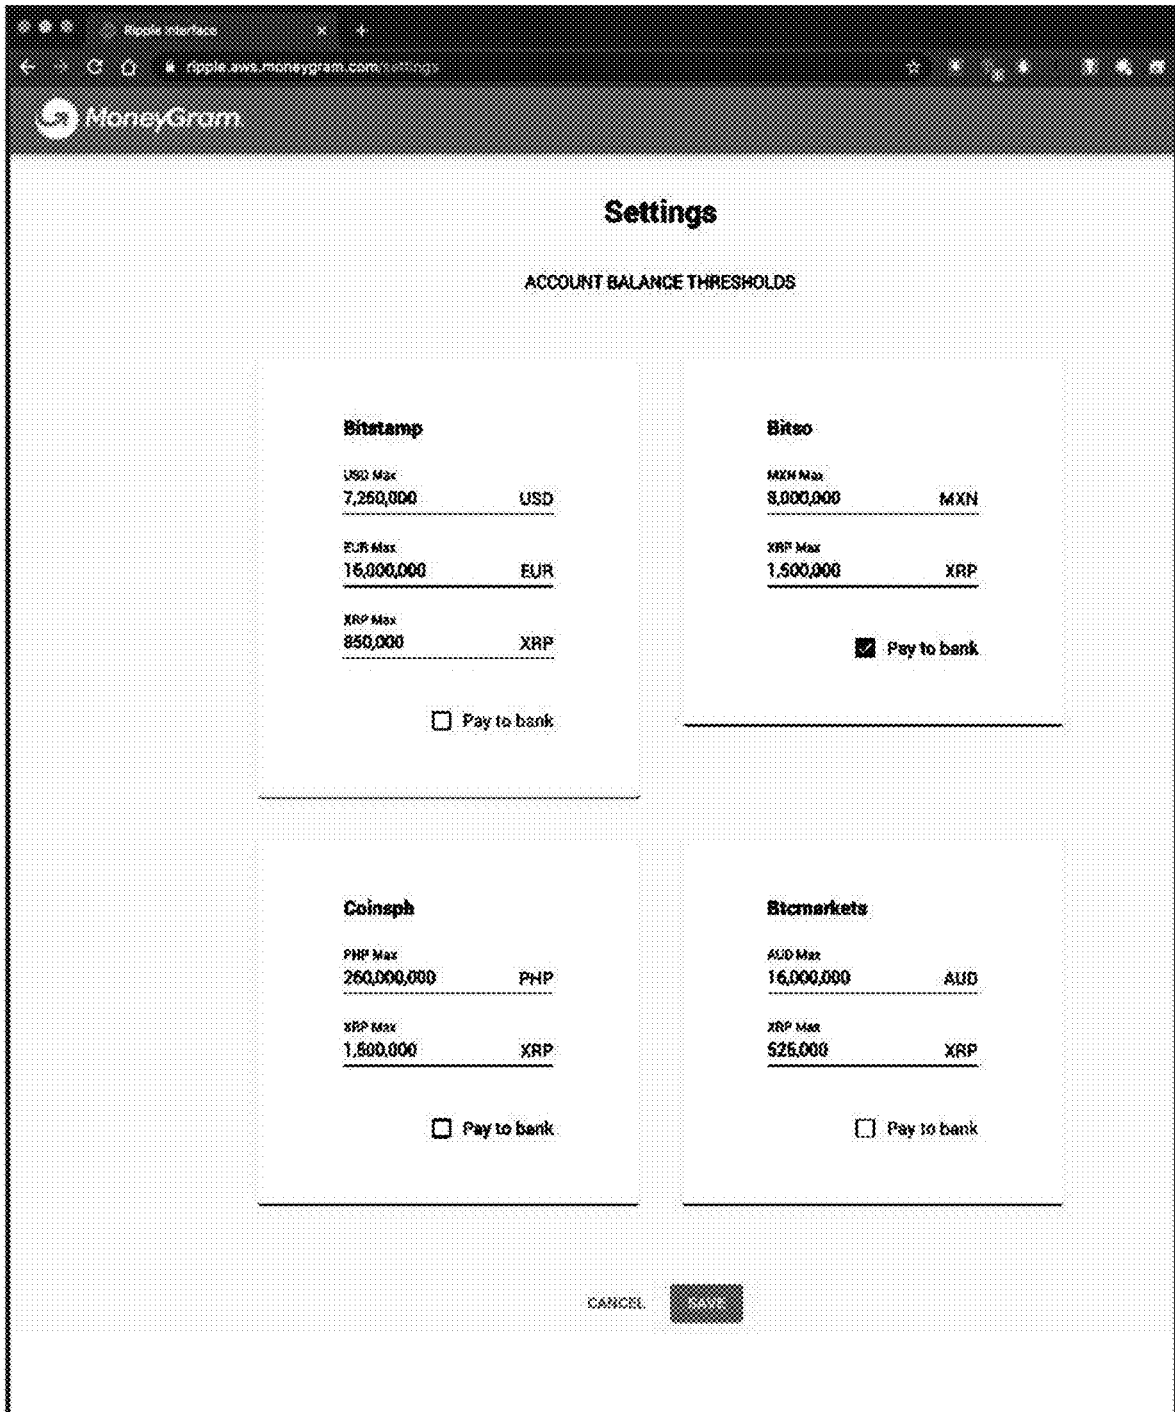 Ripple Interface
ripple.aws.moneygram.com/settings
MoneyGram
Settings
ACCOUNT BALANCE THRESHOLDS
Bitstamp
USD Max
7,250,000 USD
EUR Max
15,000,000 EUR
XRP Max
850,000 XRP
Pay to bank
Bitso
MXN Max
8,000,000 MXN
XRP Max
1,500,000 XRP
Pay to bank
Coinsph
PHP Max
260,000,000 PHP
XRP Max
XRP
Pay to bank
Btcmarkets
AUD Max
16,000,000 AUD
XRP Max
525,000 XRP
Pay to bank
CANCEL
SAVE